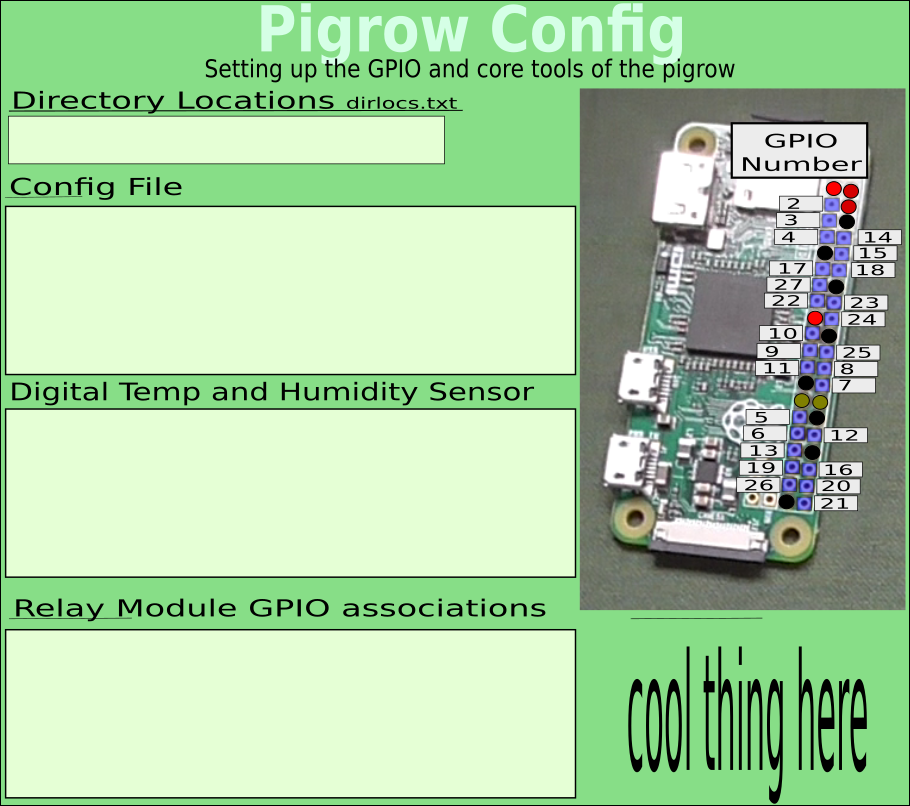 Pigrow Config
Setting up the GPIO and core tools of the pigrow
Directory Locations dirlocs.txt
Config File
Digital Temp and Humidity Sensor
Relay Module GPIO associations
GPIO
Number
2
3
4 14
15
17 18
27
22 23
24
10
9 25
11 8
7
5
6 12
13
19 16
26 20
21
cool thing here